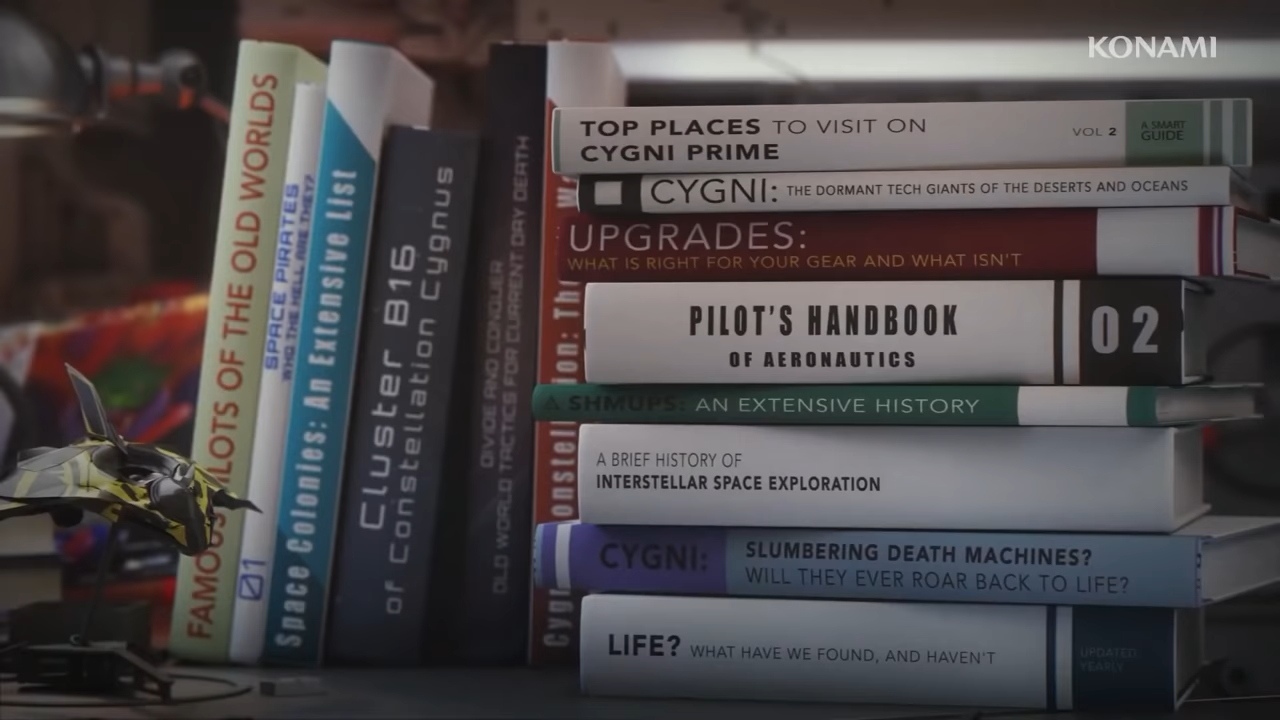 KONAMI
FAMOUS PILOTS OF THE OLD WORLDS
SPACE PIRATES
WHO THE HELL ARE THEY?
01
Space Colonies: An Extensive List
Cluster B16
of Constellation Cygnus
DIVIDE AND CONQUER
OLD WORLD TACTICS FOR CURRENT DAY DEATH
TOP PLACES TO VISIT ON
CYGNI PRIME
VOL 2
A SMART
GUIDE
CYGNI: THE DORMANT TECH GIANTS OF THE DESERTS AND OCEANS
UPGRADES:
WHAT IS RIGHT FOR YOUR GEAR AND WHAT ISN'T
PILOT'S HANDBOOK
OF AERONAUTICS
02
SHMUPS: AN EXTENSIVE HISTORY
A BRIEF HISTORY OF
INTERSTELLAR SPACE EXPLORATION
CYGNI:
SLUMBERING DEATH MACHINES?
WILL THEY EVER ROAR BACK TO LIFE?
LIFE? WHAT HAVE WE FOUND, AND HAVEN'T
UPDATED
YEARLY